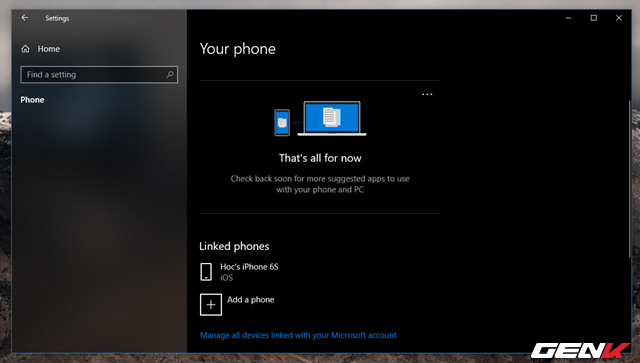 Settings
Home
Find a setting
Phone
Your phone
That's all for now
Check back soon for more suggested apps to use
with your phone and PC
Linked phones
Hoc's iPhone 6S
iOS
Add a phone
Manage all devices linked with your Microsoft account
GENK